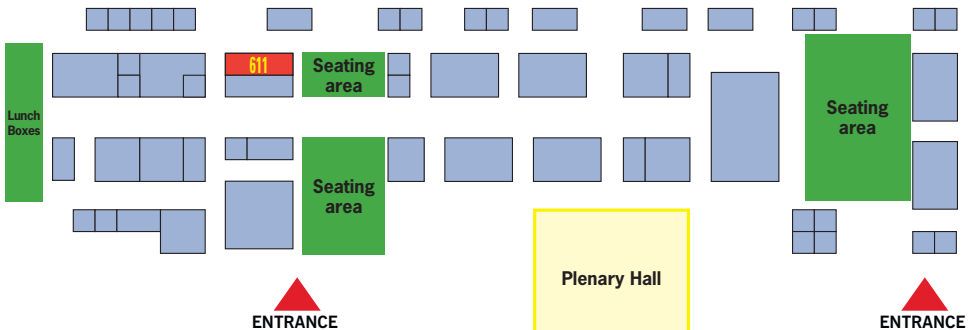 611
Seating
area
Lunch
Boxes
Seating
area
Seating
area
Plenary Hall
ENTRANCE
ENTRANCE